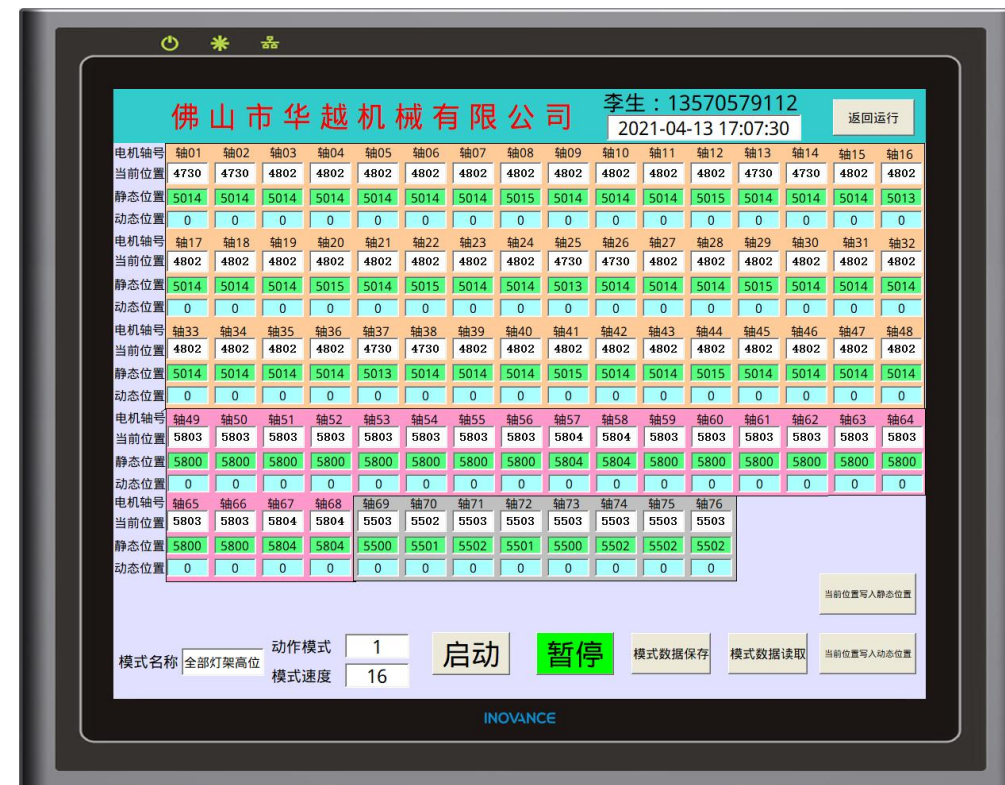 佛山市华越机械有限公司
李生：13570579112
2021-04-13 17:07:30
返回运行
电机轴号 轴01 轴02 轴03 轴04 轴05 轴06 轴07 轴08 轴09 轴10 轴11 轴12 轴13 轴14 轴15 轴16
当前位置 4730 4730 4802 4802 4802 4802 4802 4802 4802 4802 4802 4802 4730 4730 4802 4802
静态位置 5014 5014 5014 5014 5014 5014 5014 5015 5014 5014 5014 5015 5014 5014 5014 5013
动态位置 0 0 0 0 0 0 0 0 0 0 0 0 0 0 0 0
电机轴号 轴17 轴18 轴19 轴20 轴21 轴22 轴23 轴24 轴25 轴26 轴27 轴28 轴29 轴30 轴31 轴32
当前位置 4802 4802 4802 4802 4802 4802 4802 4802 4730 4730 4802 4802 4802 4802 4802 4802
静态位置 5014 5014 5014 5015 5014 5015 5014 5014 5013 5014 5014 5014 5015 5014 5014 5014
动态位置 0 0 0 0 0 0 0 0 0 0 0 0 0 0 0 0
电机轴号 轴33 轴34 轴35 轴36 轴37 轴38 轴39 轴40 轴41 轴42 轴43 轴44 轴45 轴46 轴47 轴48
当前位置 4802 4802 4802 4802 4730 4730 4802 4802 4802 4802 4802 4802 4802 4802 4802 4802
静态位置 5014 5014 5014 5014 5013 5014 5014 5014 5015 5014 5014 5015 5014 5014 5014 5014
动态位置 0 0 0 0 0 0 0 0 0 0 0 0 0 0 0 0
电机轴号 轴49 轴50 轴51 轴52 轴53 轴54 轴55 轴56 轴57 轴58 轴59 轴60 轴61 轴62 轴63 轴64
当前位置 5803 5803 5803 5803 5803 5803 5803 5803 5804 5804 5803 5803 5803 5803 5803 5803
静态位置 5800 5800 5800 5800 5800 5800 5800 5800 5804 5804 5800 5800 5800 5800 5800 5800
动态位置 0 0 0 0 0 0 0 0 0 0 0 0 0 0 0 0
电机轴号 轴65 轴66 轴67 轴68 轴69 轴70 轴71 轴72 轴73 轴74 轴75 轴76
当前位置 5803 5803 5804 5804 5503 5502 5503 5503 5503 5503 5503 5503
静态位置 5800 5800 5804 5804 5500 5501 5502 5501 5500 5502 5502 5502
动态位置 0 0 0 0 0 0 0 0 0 0 0 0
当前位置写入静态位置
模式名称 全部灯架高位
动作模式 1
模式速度 16
启动
暂停
模式数据保存
模式数据读取
当前位置写入动态位置
INOVANCE